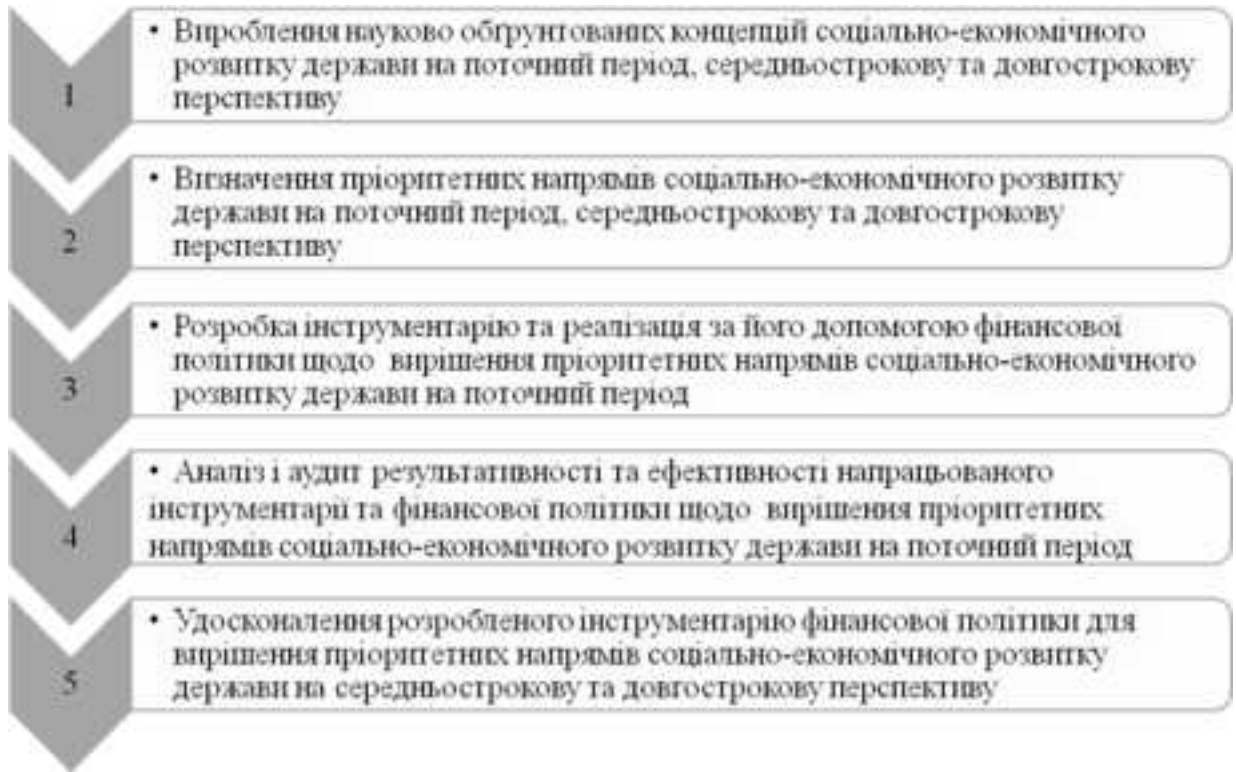 1
• Вироблення науково обґрунтованих концепцій соціально-економічного
розвитку держави на поточний період, середньострокову та довгострокову
перспективу
2
• Визначення пріоритетних напрямів соціально-економічного розвитку
держави на поточний період, середньострокову та довгострокову
перспективу
3
• Розробка інструментарію та реалізація за його допомогою фінансової
політики щодо вирішення пріоритетних напрямів соціально-економічного
розвитку держави на поточний період
4
• Аналіз і аудит результативності та ефективності напрацьованого
інструментарії та фінансової політики щодо вирішення пріоритетних
напрямів соціально-економічного розвитку держави на поточний період
5
• Удосконалення розробленого інструментарію фінансової політики для
вирішення пріоритетних напрямів соціально-економічного розвитку
держави на середньострокову та довгострокову перспективу